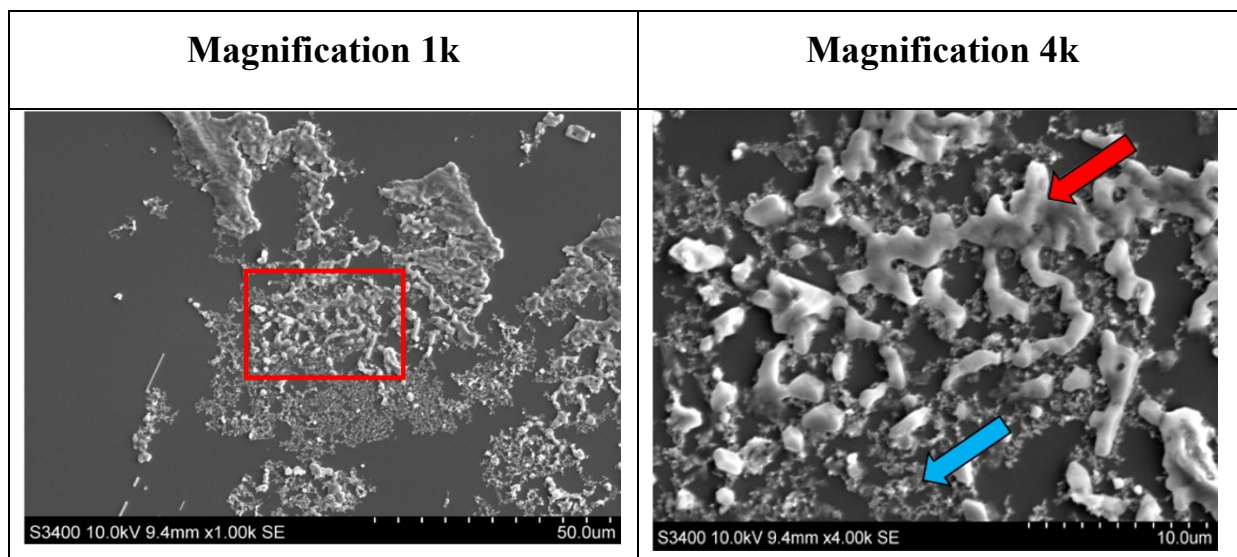 Magnification 1k
Magnification 4k
S3400 10.0kV 9.4mm x1.00k SE
50.0um
S3400 10.0kV 9.4mm x4.00k SE
10.0um